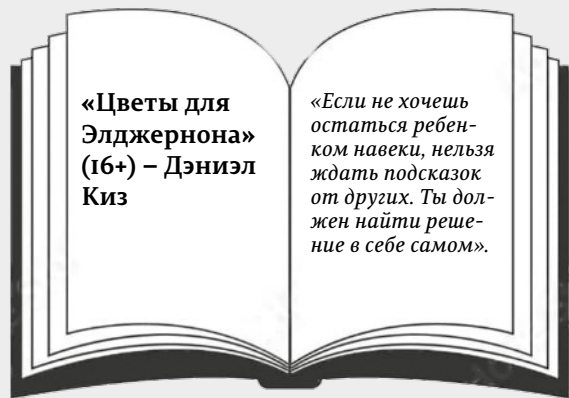 «Цветы для
Элджернона»
(16+) – Дэниэл
Киз
«Если не хочешь
остаться ребен-
ком навеки, нельзя
ждать подсказок
от других. Ты дол-
жен найти реше-
ние в себе самом».